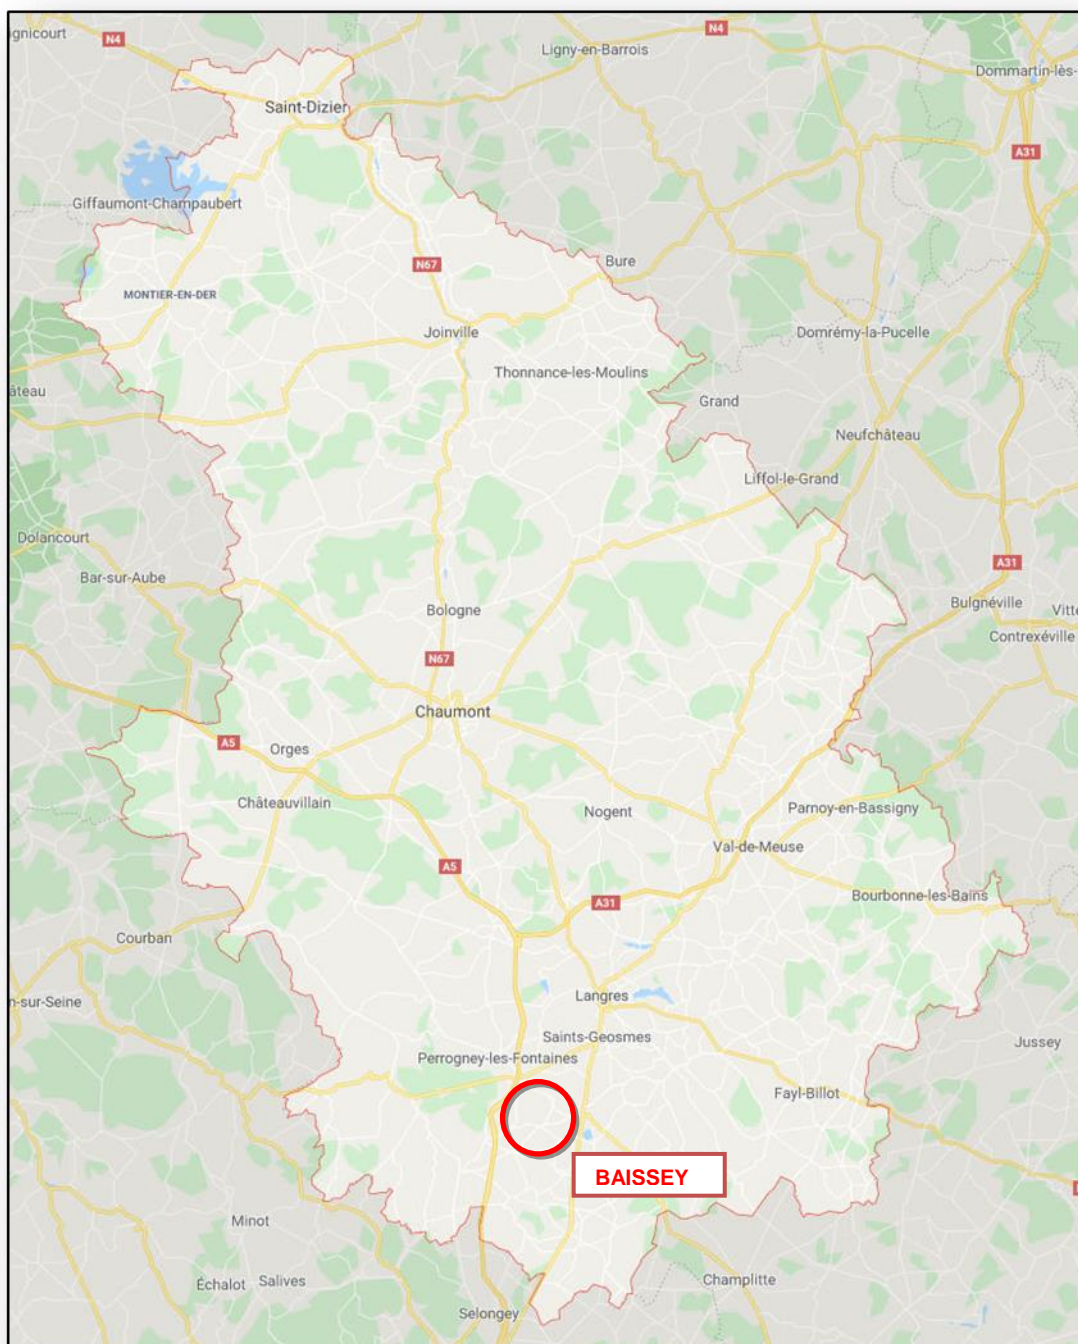 gnicourt
N4
N4
Ligny-en-Barrois
Dommartin-lès-
Saint-Dizier
A31
Giffaumont-Champaubert
Bure
N67
MONTIER-EN-DER
Joinville
Domrémy-la-Pucelle
Thonnance-les-Moulins
âteau
Grand
Neufchâteau
Liffol-le-Grand
Dolancourt
A31
Bar-sur-Aube
Bulgnéville
Bologne
Vitte
Contrexéville
N67
Chaumont
A5
Orges
Châteauvillain
Parnoy-en-Bassigny
Nogent
Val-de-Meuse
A5
Bourbonne-les-Bains
A31
Courban
Langres
n-sur-Seine
Saints-Geosmes
Jussey
Perrogney-les-Fontaines
Fayl-Billot
BAISSEY
Minot
Échalot
Salives
Champlitte
Selongey